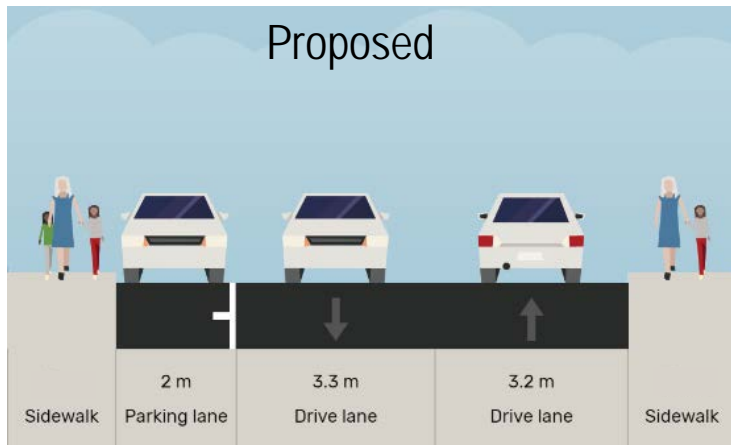 Proposed
2 m
3.3 m
3.2 m
Sidewalk
Parking lane
Drive lane
Drive lane
Sidewalk